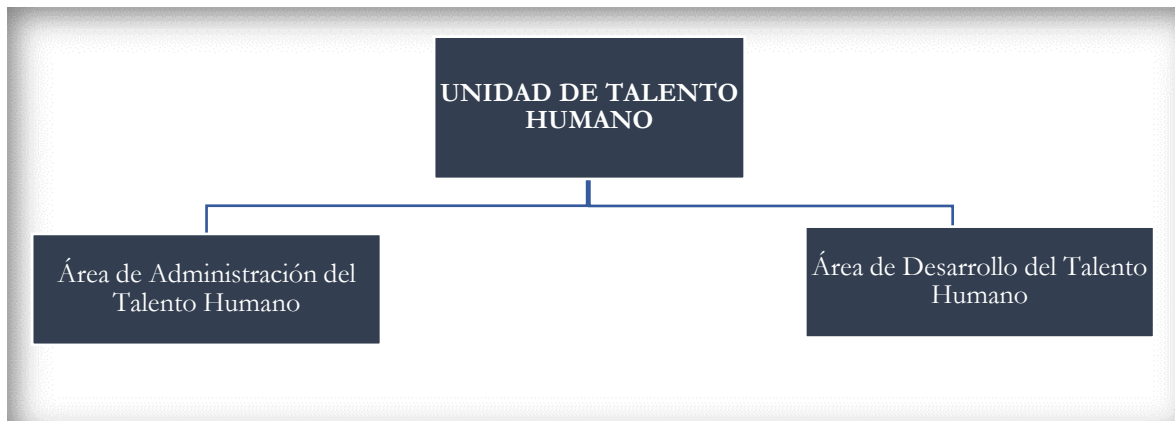 UNIDAD DE TALENTO
HUMANO
Área de Administración del
Talento Humano
Área de Desarrollo del Talento
Humano